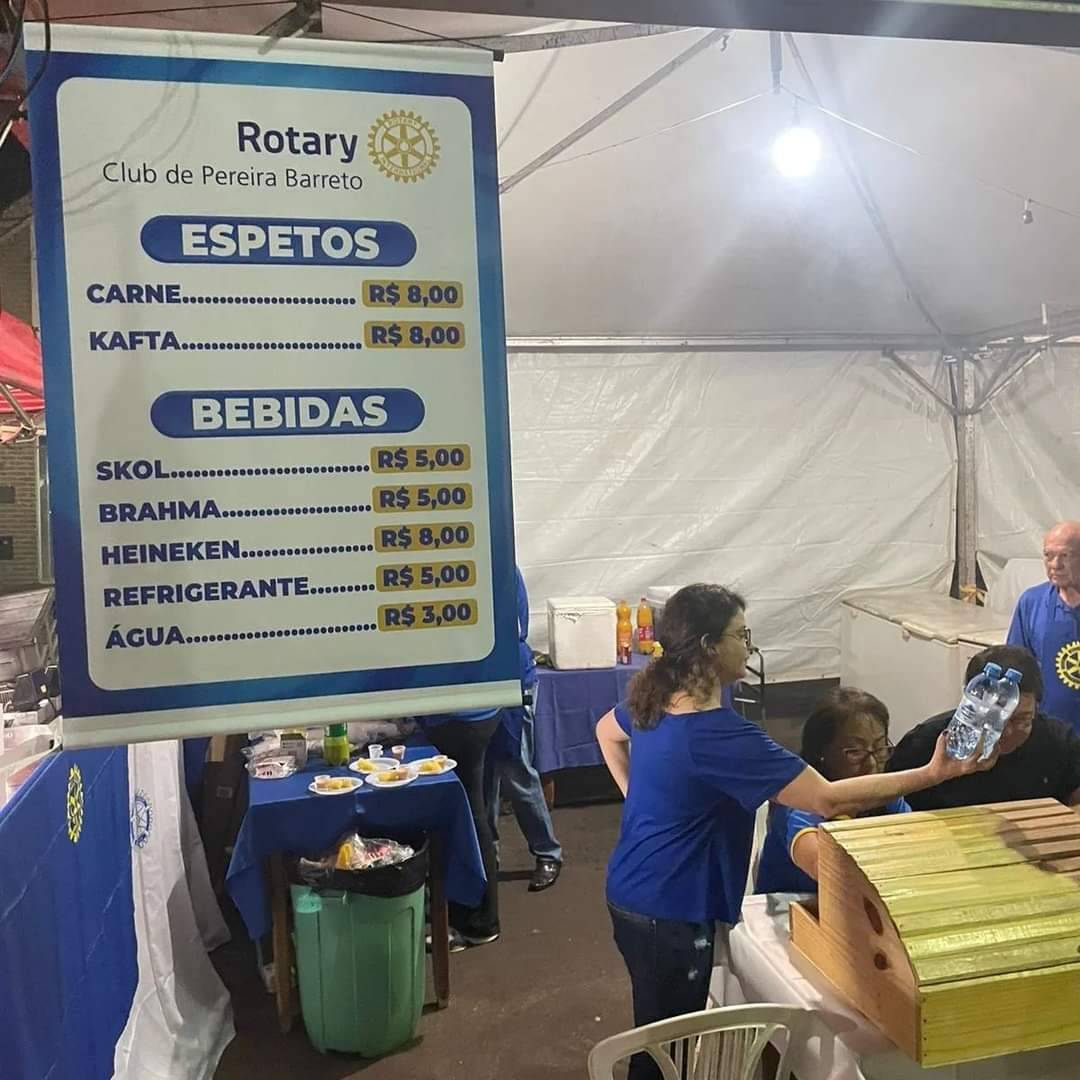 Rotary
Club de Pereira Barreto
ESPETOS
CARNE............................ R$ 8,00
KAFTA............................. R$ 8,00
BEBIDAS
SKOL................................ R$ 5,00
BRAHMA........................ R$ 5,00
HEINEKEN..................... R$ 8,00
REFRIGERANTE......... R$ 5,00
ÁGUA.............................. R$ 3,00